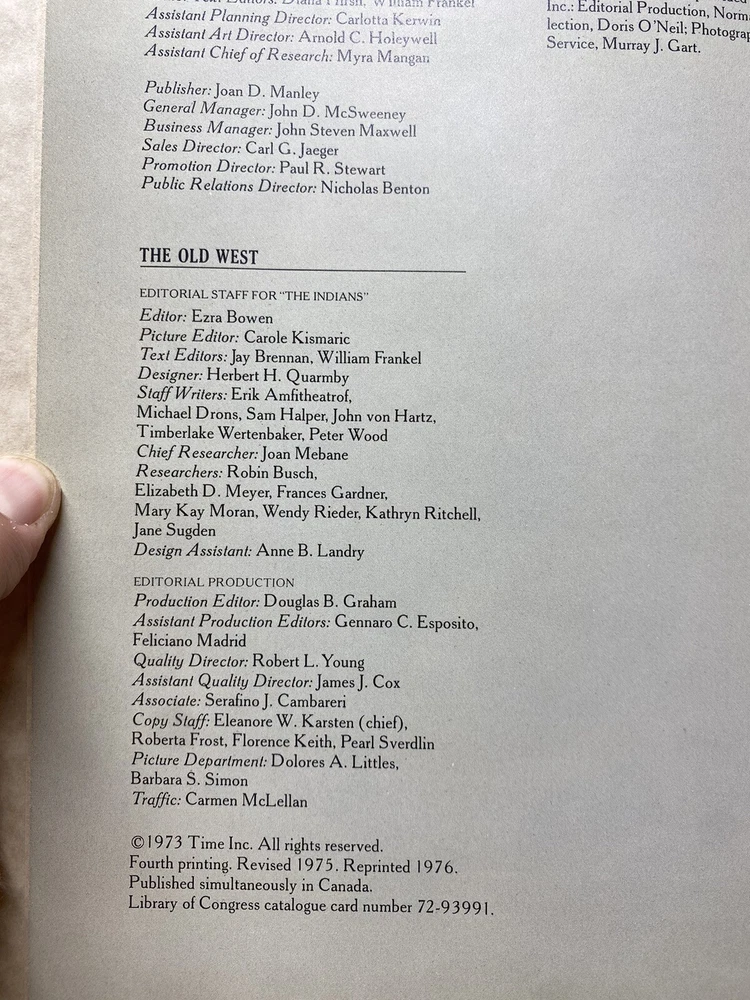 William Frankel
Assistant Planning Director: Carlotta Kerwin
Assistant Art Director: Arnold C. Holeywell
Assistant Chief of Research: Myra Mangan
Publisher: Joan D. Manley
General Manager: John D. McSweeney
Business Manager: John Steven Maxwell
Sales Director: Carl G. Jaeger
Promotion Director: Paul R. Stewart
Public Relations Director: Nicholas Benton
Inc.: Editorial Production, Norm
lection, Doris O'Neil; Photograp
Service, Murray J. Gart.
THE OLD WEST
EDITORIAL STAFF FOR "THE INDIANS"
Editor: Ezra Bowen
Picture Editor: Carole Kismaric
Text Editors: Jay Brennan, William Frankel
Designer: Herbert H. Quarmby
Staff Writers: Erik Amfitheatrof,
Michael Drons, Sam Halper, John von Hartz,
Timberlake Wertenbaker, Peter Wood
Chief Researcher: Joan Mebane
Researchers: Robin Busch,
Elizabeth D. Meyer, Frances Gardner,
Mary Kay Moran, Wendy Rieder, Kathryn Ritchell,
Jane Sugden
Design Assistant: Anne B. Landry
EDITORIAL PRODUCTION
Production Editor: Douglas B. Graham
Assistant Production Editors: Gennaro C. Esposito,
Feliciano Madrid
Quality Director: Robert L. Young
Assistant Quality Director: James J. Cox
Associate: Serafino J. Cambareri
Copy Staff: Eleanore W. Karsten (chief),
Roberta Frost, Florence Keith, Pearl Sverdlin
Picture Department: Dolores A. Littles,
Barbara S. Simon
Traffic: Carmen McLellan
©1973 Time Inc. All rights reserved.
Fourth printing. Revised 1975. Reprinted 1976.
Published simultaneously in Canada.
Library of Congress catalogue card number 72-93991.